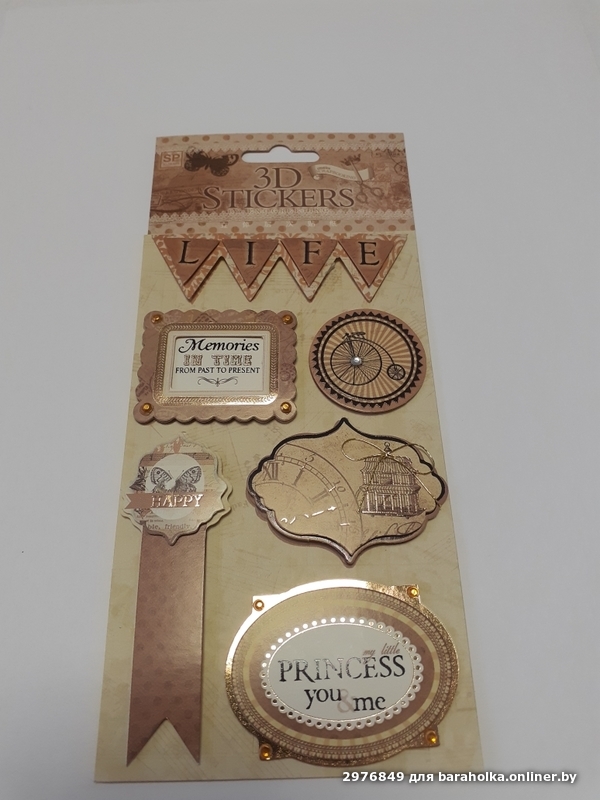 SP
3D
STICKERS
LIFE
Memories
IN TIME
FROM PAST TO PRESENT
HAPPY
XII
my little
PRINCESS
you & me
2976849 для baraholka.onliner.by